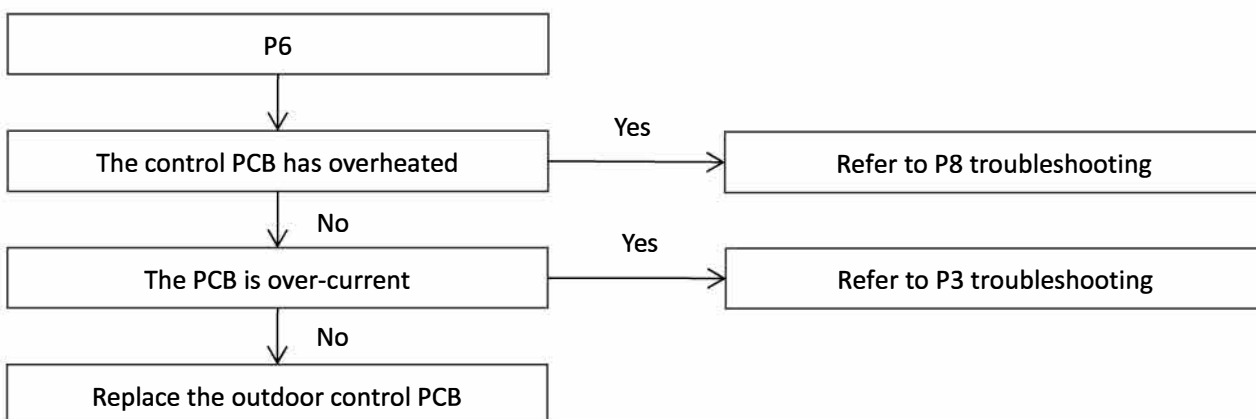 P6
Yes
The control PCB has overheated
Refer to P8 troubleshooting
No
Yes
The PCB is over-current
Refer to P3 troubleshooting
No
Replace the outdoor control PCB